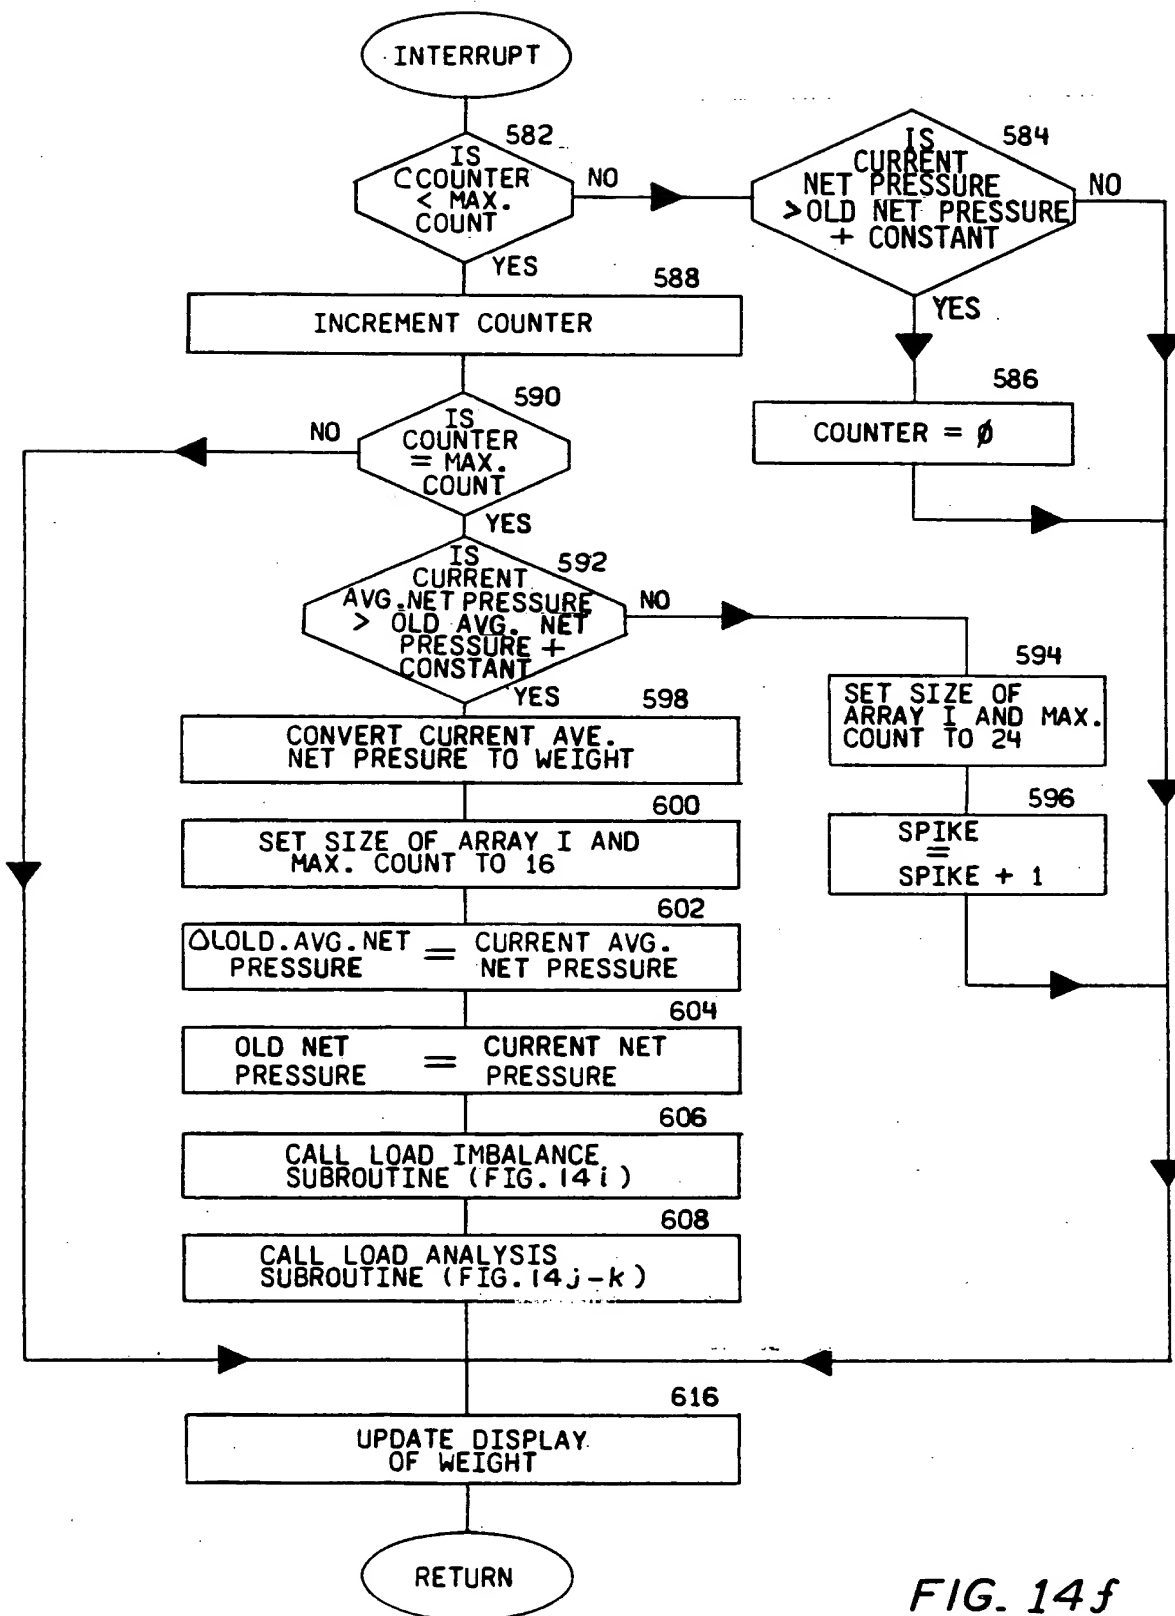 INTERRUPT
582
IS
CCOUNTER
< MAX.
COUNT
NO
YES
584
IS
CURRENT
NET PRESSURE
>OLD NET PRESSURE
+ CONSTANT
NO
YES
588
INCREMENT COUNTER
586
COUNTER = ∅
590
IS
COUNTER
= MAX.
COUNT
NO
YES
592
IS
CURRENT
AVG.NET PRESSURE
> OLD AVG. NET
PRESSURE +
CONSTANT
NO
YES
594
SET SIZE OF
ARRAY I AND MAX.
COUNT TO 24
596
SPIKE
=
SPIKE + 1
598
CONVERT CURRENT AVE.
NET PRESURE TO WEIGHT
600
SET SIZE OF ARRAY I AND
MAX. COUNT TO 16
602
OLOLD.AVG.NET = CURRENT AVG.
PRESSURE NET PRESSURE
604
OLD NET = CURRENT NET
PRESSURE PRESSURE
606
CALL LOAD IMBALANCE
SUBROUTINE (FIG.14i)
608
CALL LOAD ANALYSIS
SUBROUTINE (FIG.14j-k)
616
UPDATE DISPLAY
OF WEIGHT
RETURN
FIG. 14f